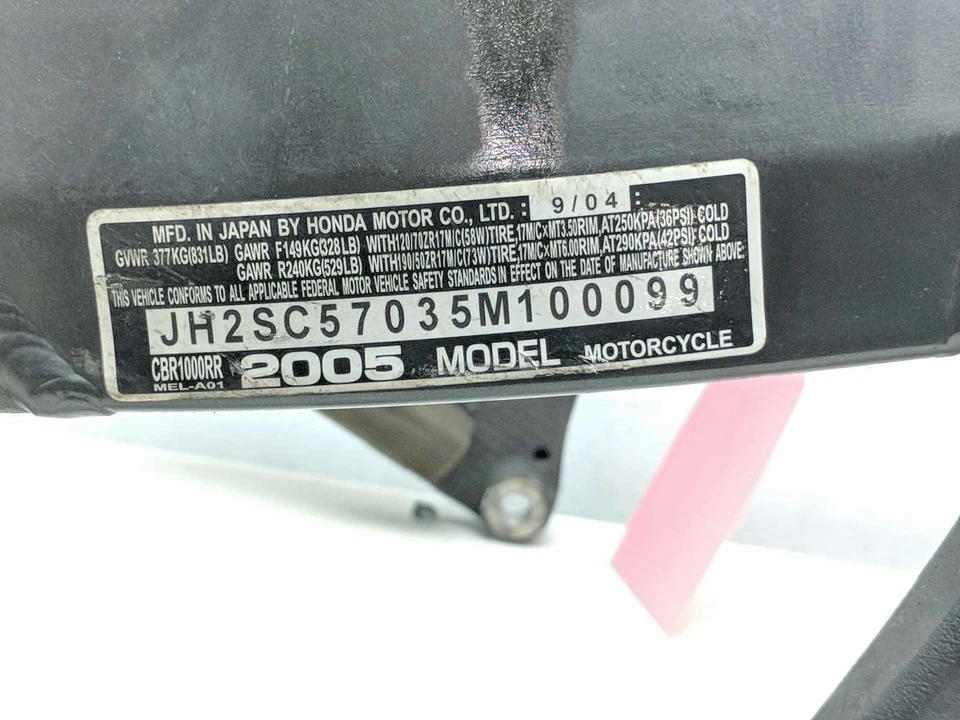 MFD. IN JAPAN BY HONDA MOTOR CO., LTD. : 9/04 :
GVWR 377KG(831LB) GAWR F149KG(328LB) WITH120/70ZR17M/C(58W)TIRE,17M/C×MT3.50RIM,AT250KPA(36PSI) COLD
GAWR R240KG(529LB) WITH190/50ZR17M/C(73W)TIRE,17M/C×MT6.00RIM,AT290KPA(42PSI) COLD
THIS VEHICLE CONFORMS TO ALL APPLICABLE FEDERAL MOTOR VEHICLE SAFETY STANDARDS IN EFFECT ON THE DATE OF MANUFACTURE SHOWN ABOVE.
JH2SC57035M100099
CBR1000RR 2005 MODEL MOTORCYCLE
MEL-A01